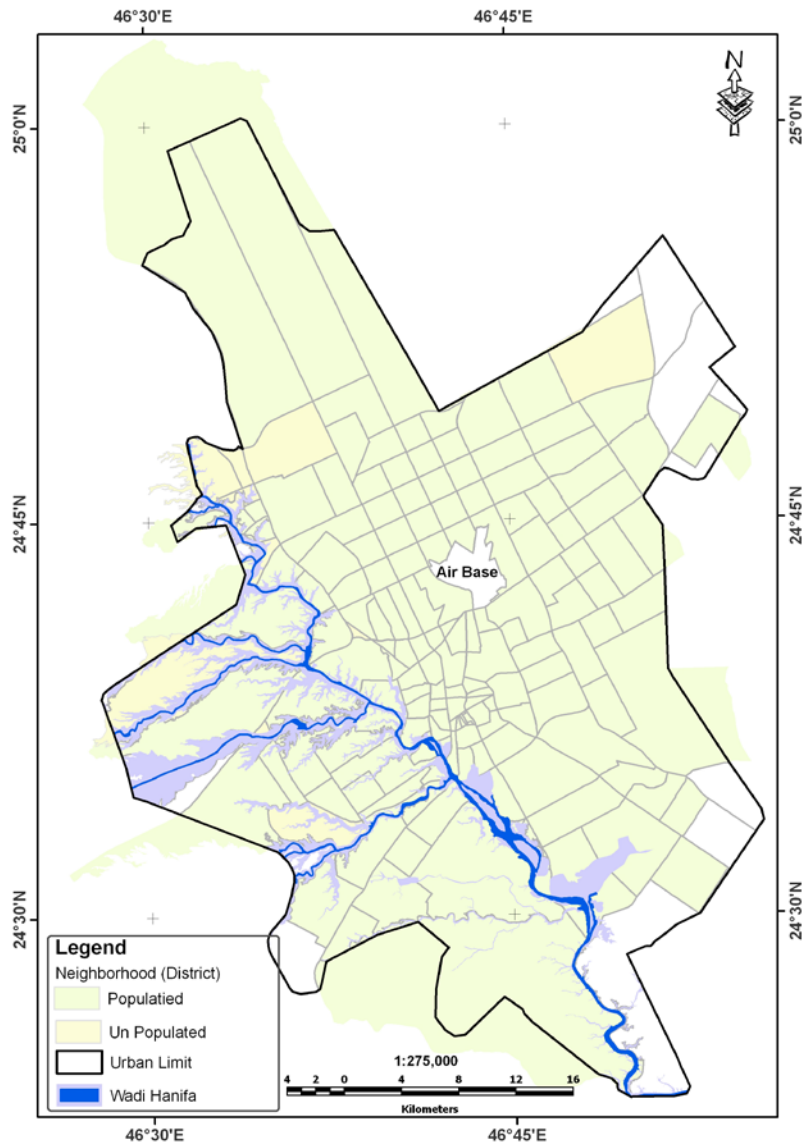 46°30'E 46°45'E
N
25°0'N 25°0'N
24°45'N 24°45'N
Air Base
24°30'N 24°30'N
Legend
Neighborhood (District)
Populatied
Un Populated
Urban Limit
Wadi Hanifa
1:275,000
4 2 0 4 8 12 16
Kilometers
46°30'E 46°45'E